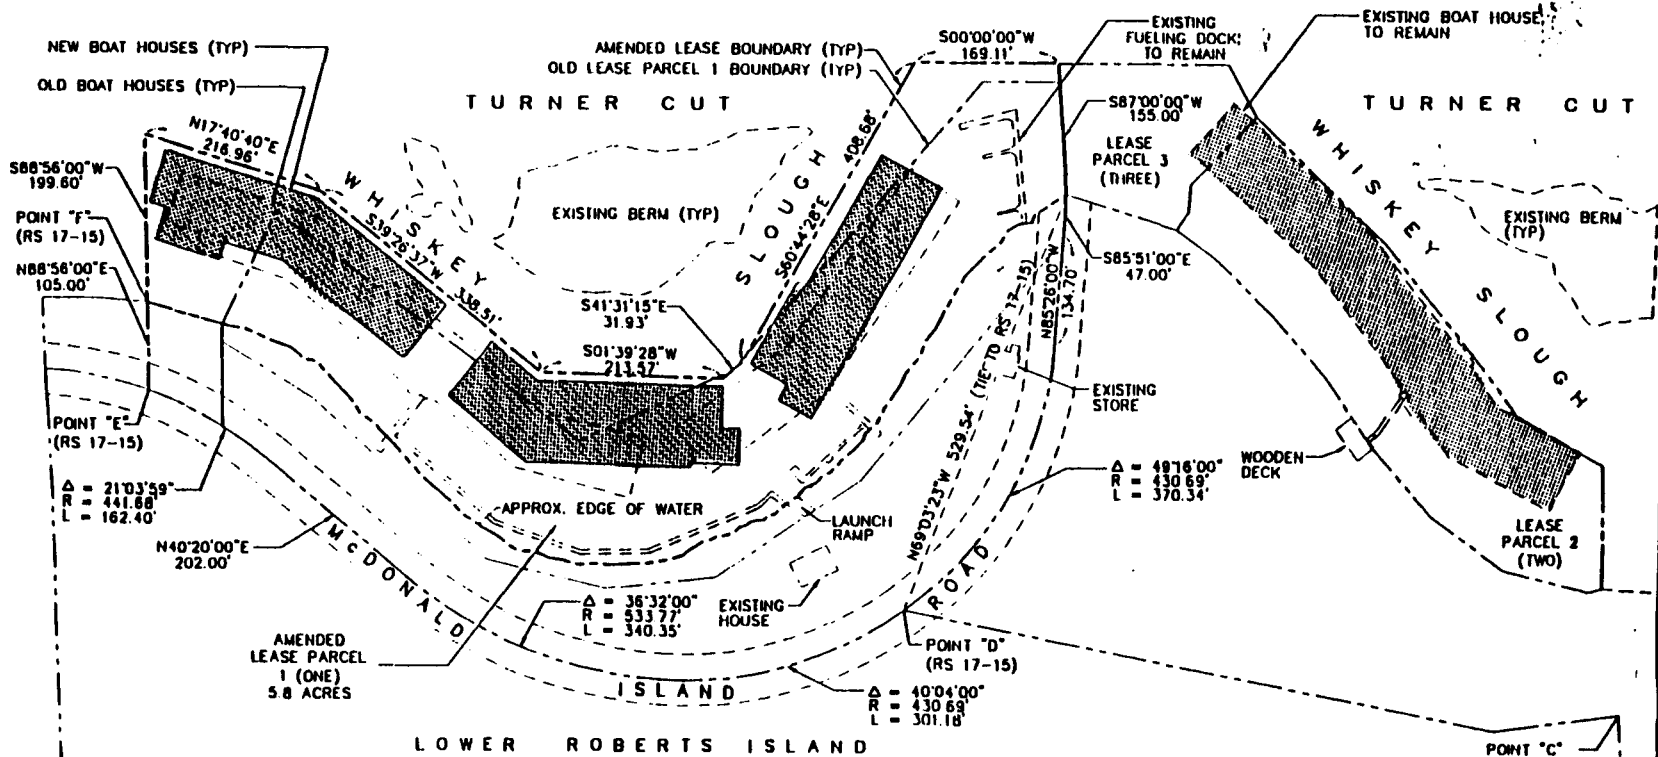 NEW BOAT HOUSES (TYP)
OLD BOAT HOUSES (TYP)
AMENDED LEASE BOUNDARY (TYP)
OLD LEASE PARCEL 1 BOUNDARY (TYP)
S00°00'00"W
169.11'
EXISTING
FUELING DOCK
TO REMAIN
EXISTING BOAT HOUSE
TO REMAIN
TURNER CUT
TURNER CUT
N17°40'40"E
216.96'
S88°56'00"W
199.60'
POINT "F"
(RS 17-15)
N88°56'00"E
105.00'
POINT "E"
(RS 17-15)
WHISKEY
SLOUGH
S39°26'37"W
338.51'
EXISTING BERM (TYP)
408.68'
S60°44'28"E
S87°00'00"W
155.00'
LEASE
PARCEL 3
(THREE)
WHISKEY
SLOUGH
EXISTING BERM
(TYP)
S85°51'00"E
47.00'
S41°31'15"E
31.93'
S01°39'28"W
213.57'
N85°26'00"W
134.70'
N69°03'23"W 529.54' (TIE TO RS 17-15)
EXISTING
STORE
Δ = 21°03'59"
R = 441.68'
L = 162.40'
N40°20'00"E
202.00'
APPROX. EDGE OF WATER
LAUNCH
RAMP
Δ = 49°16'00"
R = 430.69'
L = 370.34'
WOODEN
DECK
LEASE
PARCEL 2
(TWO)
McDONALD
ISLAND
ROAD
Δ = 36°32'00"
R = 533.77'
L = 340.35'
EXISTING
HOUSE
AMENDED
LEASE PARCEL
1 (ONE)
5.8 ACRES
POINT "D"
(RS 17-15)
Δ = 40°04'00"
R = 430.69'
L = 301.18'
LOWER ROBERTS ISLAND
POINT "C"